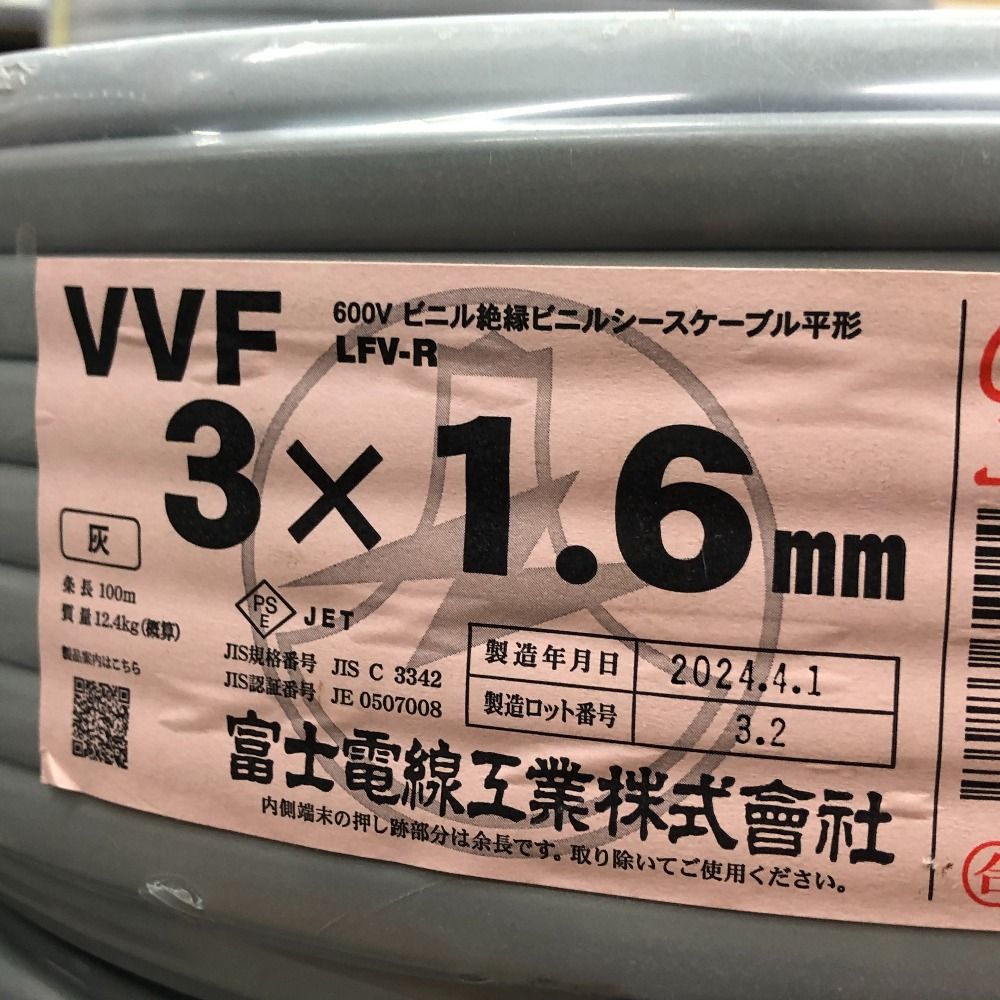 VVF
600V ビニル絶縁ビニルシースケーブル平形
LFV-R
3×1.6mm
灰
条長 100m
質量12.4kg(概算)
製品案内はこちら
PS
E
JET
JIS規格番号 JIS C 3342
JIS認証番号 JE 0507008
製造年月日 2024.4.1
製造ロット番号 3.2
富士電線工業株式會社
内側端末の押し跡部分は余長です。取り除いてご使用ください。
合